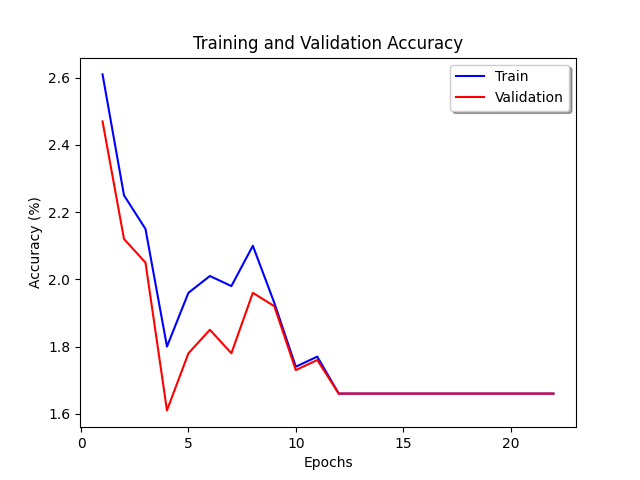 Training and Validation Accuracy
Train
Validation
2.6
2.4
2.2
2.0
1.8
1.6
Accuracy (%)
0 5 10 15 20
Epochs